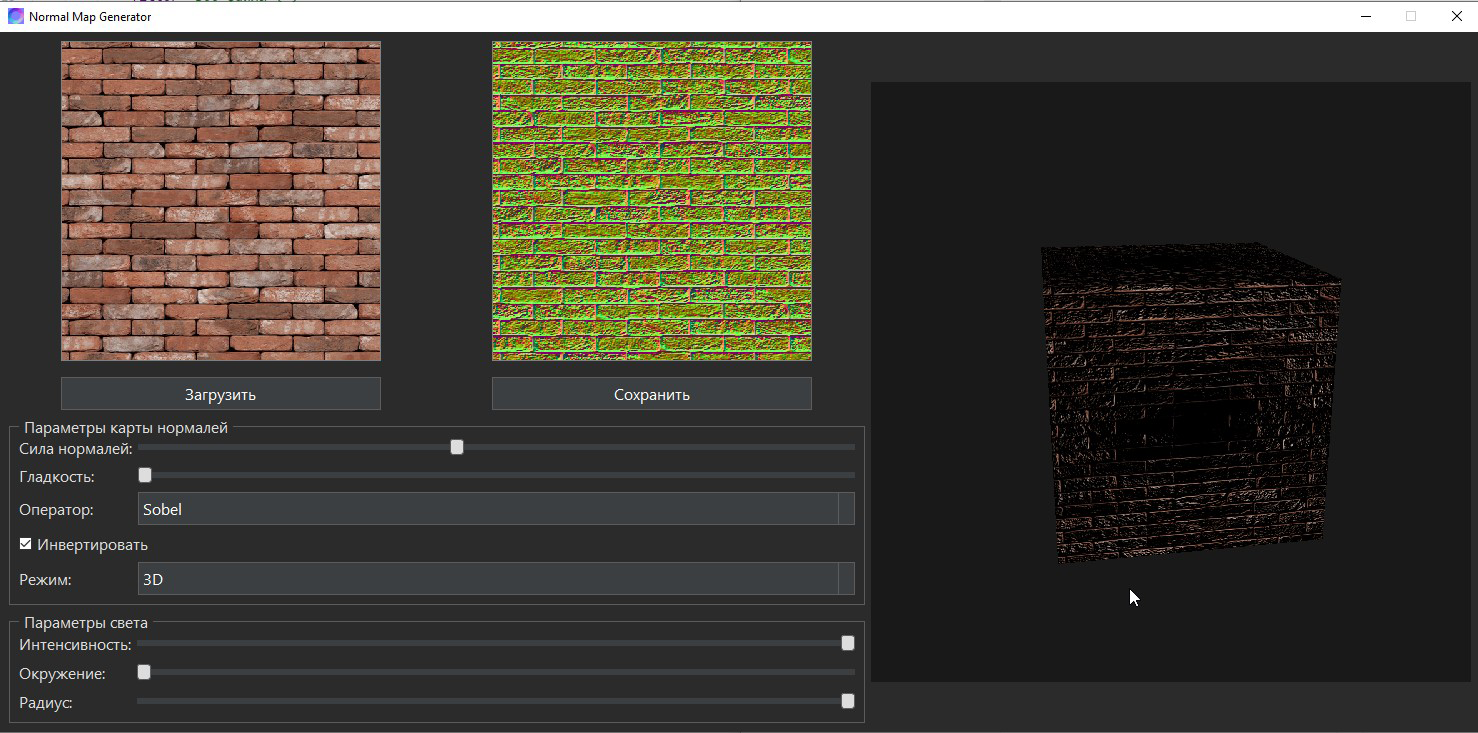 Normal Map Generator
Загрузить
Сохранить
Параметры карты нормалей
Сила нормалей:
Гладкость:
Оператор:
Sobel
Инвертировать
Режим:
3D
Параметры света
Интенсивность:
Окружение:
Радиус: